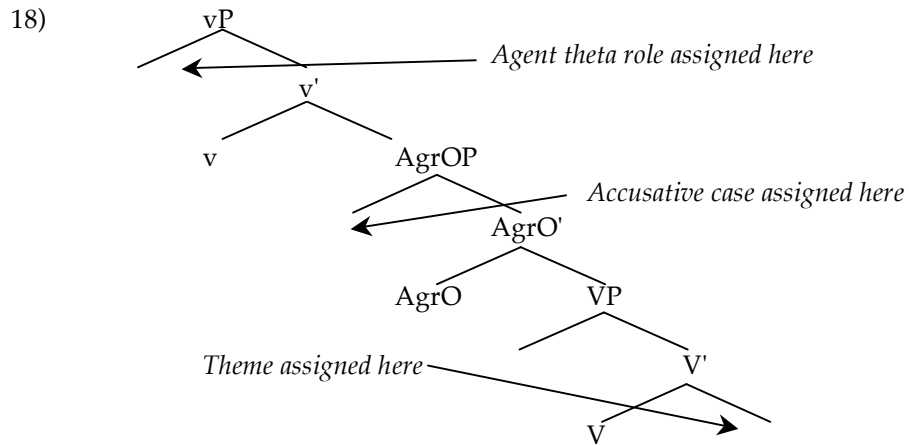 18) vP
Agent theta role assigned here
v'
v AgrOP
Accusative case assigned here
AgrO'
AgrO VP
Theme assigned here V'
V